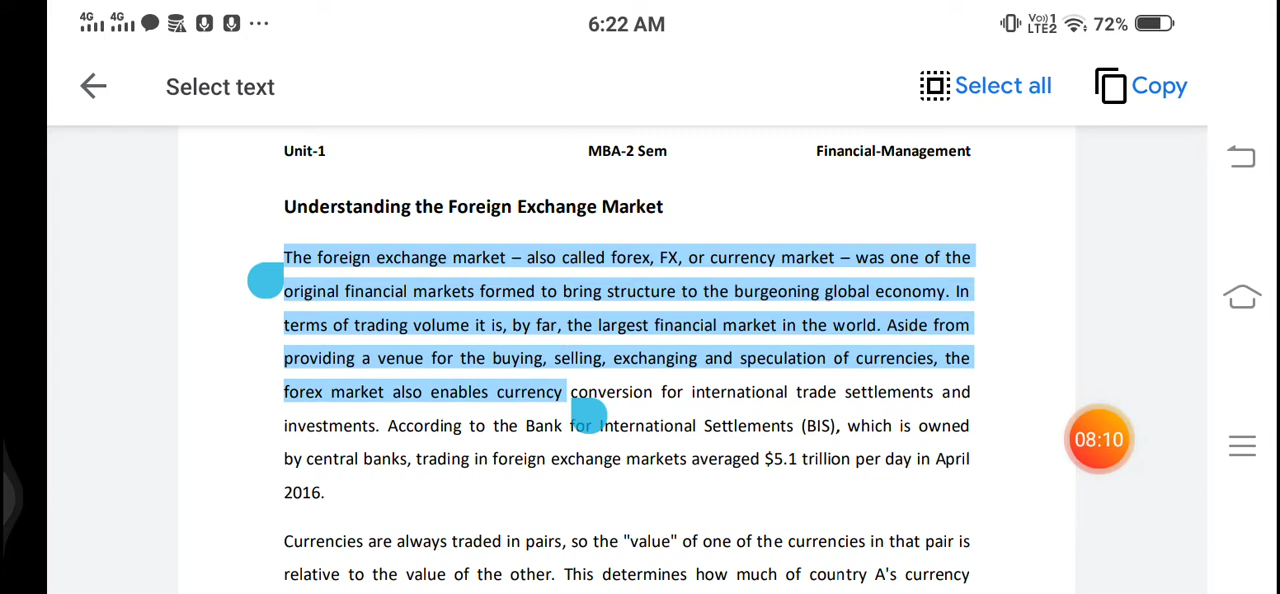 4G 4G 6:22 AM Vo)) 1 LTE2 72%
Select text Select all Copy
Unit-1 MBA-2 Sem Financial-Management
Understanding the Foreign Exchange Market
The foreign exchange market – also called forex, FX, or currency market – was one of the
original financial markets formed to bring structure to the burgeoning global economy. In
terms of trading volume it is, by far, the largest financial market in the world. Aside from
providing a venue for the buying, selling, exchanging and speculation of currencies, the
forex market also enables currency conversion for international trade settlements and
investments. According to the Bank for International Settlements (BIS), which is owned
by central banks, trading in foreign exchange markets averaged $5.1 trillion per day in April
2016.
08:10
Currencies are always traded in pairs, so the "value" of one of the currencies in that pair is
relative to the value of the other. This determines how much of country A's currency